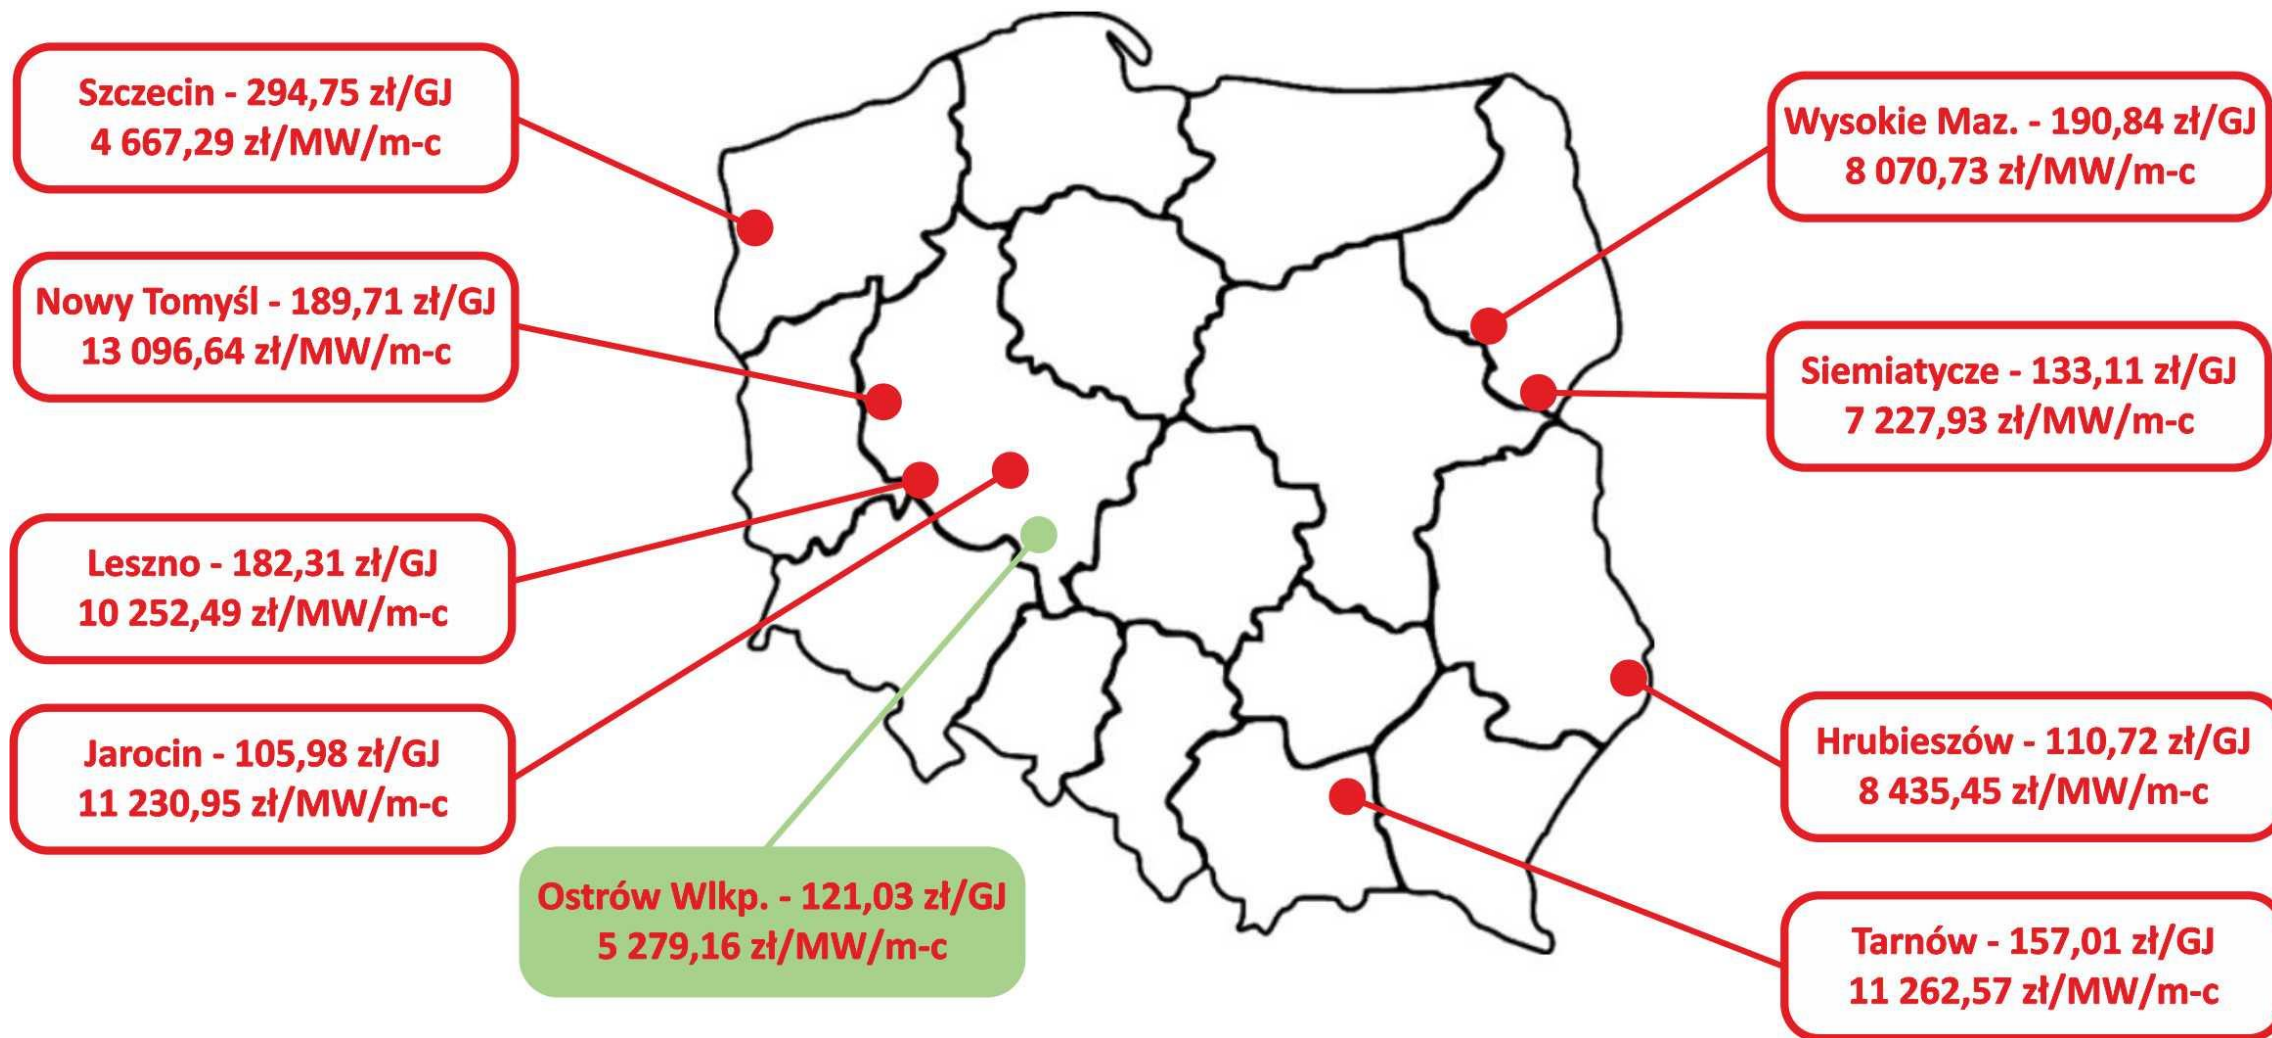 Szczecin - 294,75 zł/GJ
4 667,29 zł/MW/m-c
Nowy Tomyśl - 189,71 zł/GJ
13 096,64 zł/MW/m-c
Leszno - 182,31 zł/GJ
10 252,49 zł/MW/m-c
Jarocin - 105,98 zł/GJ
11 230,95 zł/MW/m-c
Ostrów Wlkp. - 121,03 zł/GJ
5 279,16 zł/MW/m-c
Wysokie Maz. - 190,84 zł/GJ
8 070,73 zł/MW/m-c
Siemiatycze - 133,11 zł/GJ
7 227,93 zł/MW/m-c
Hrubieszów - 110,72 zł/GJ
8 435,45 zł/MW/m-c
Tarnów - 157,01 zł/GJ
11 262,57 zł/MW/m-c